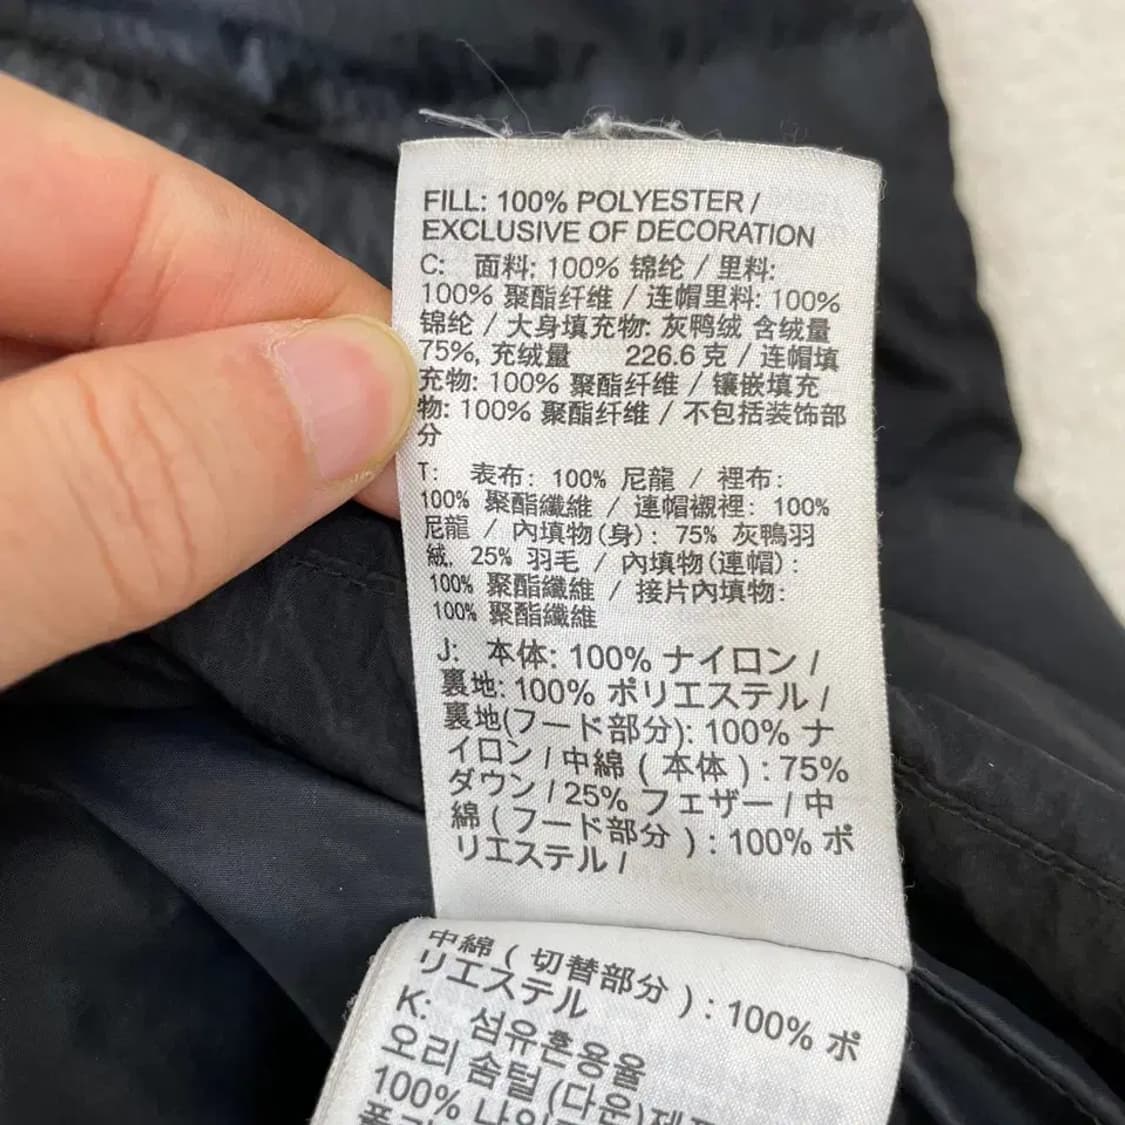 FILL: 100% POLYESTER /
EXCLUSIVE OF DECORATION
C: 面料: 100% 锦纶 / 里料:
100% 聚酯纤维 / 连帽里料: 100%
锦纶 / 大身填充物: 灰鸭绒 含绒量
75%, 充绒量 226.6 克 / 连帽填
充物: 100% 聚酯纤维 / 镶嵌填充
物: 100% 聚酯纤维 / 不包括装饰部
分
T: 表布: 100% 尼龍 / 裡布:
100% 聚酯纖維 / 連帽襯裡: 100%
尼龍 / 內填物(身): 75% 灰鴨羽
絨, 25% 羽毛 / 內填物(連帽):
100% 聚酯纖維 / 接片內填物:
100% 聚酯纖維
J: 本体: 100% ナイロン /
裏地: 100% ポリエステル /
裏地(フード部分): 100% ナ
イロン / 中綿 ( 本体 ) : 75%
ダウン / 25% フェザー / 中
綿 ( フード部分 ) : 100% ポ
リエステル /
中綿 ( 切替部分 ) : 100% ポ
リエステル
K: 섬유혼용율
오리 솜털(다운)제
100% 나